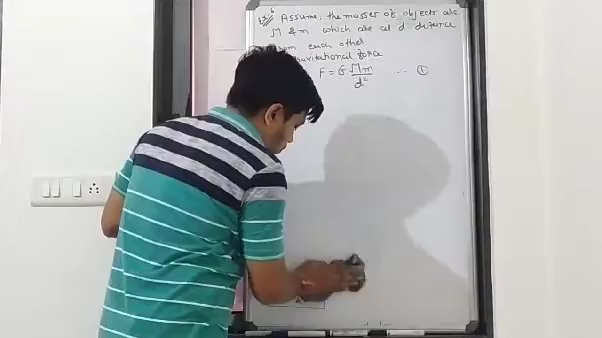 Assume, the masses of objects are
M & m which are at 'd' distance
from each other
gravitational force
F = G Mm/d² ... ①